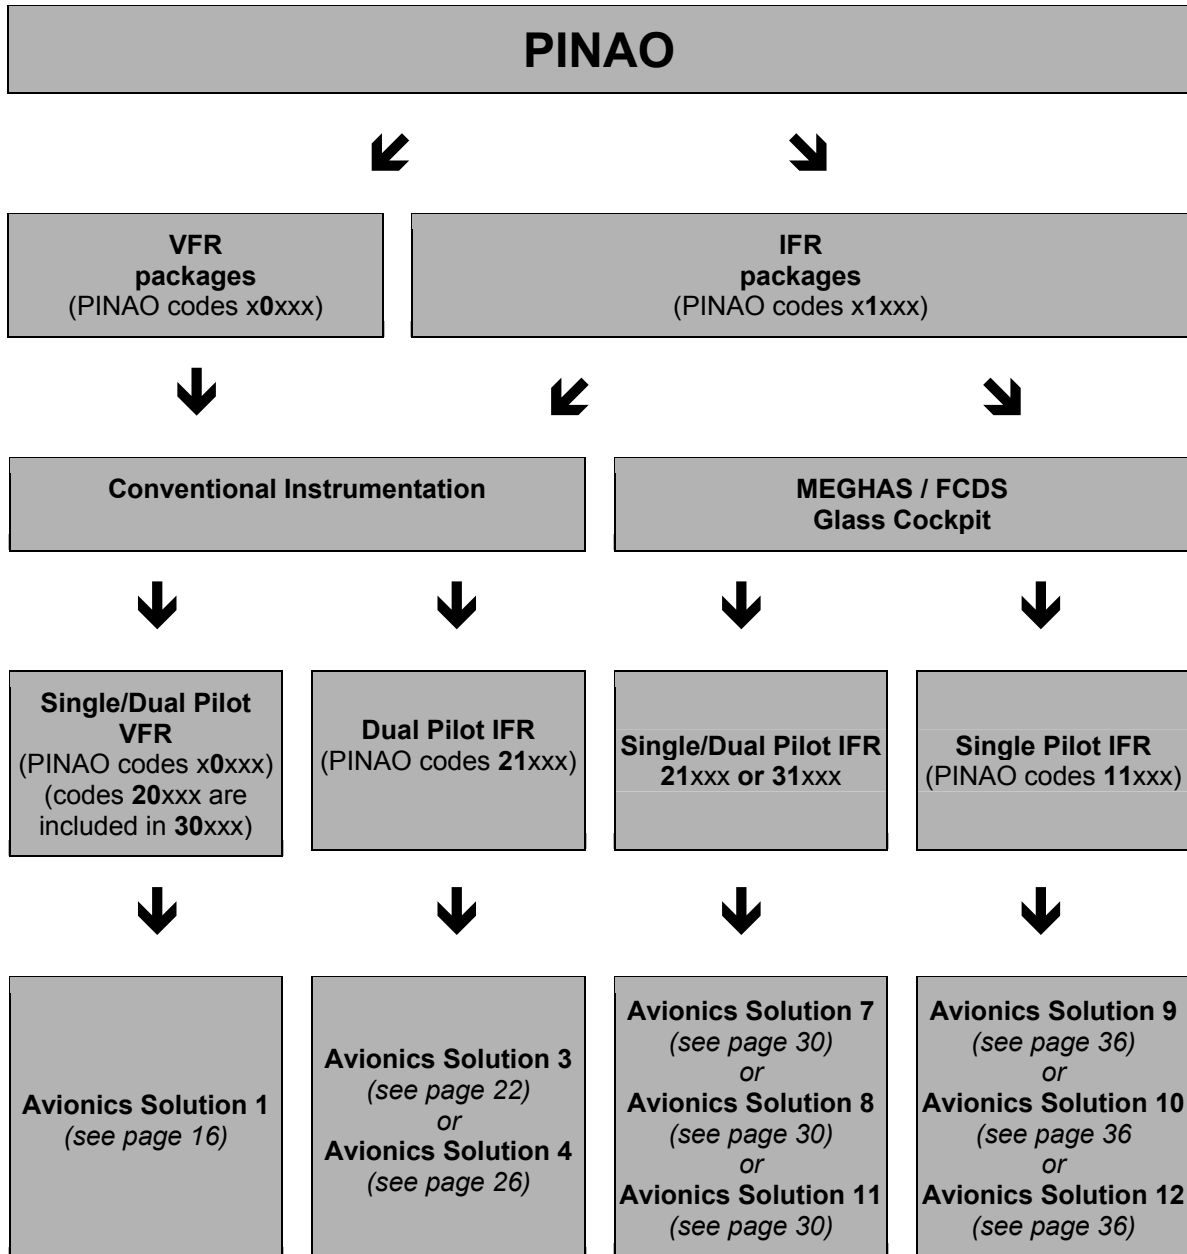 PINAO
VFR
packages
(PINAO codes x0xxx)
IFR
packages
(PINAO codes x1xxx)
Conventional Instrumentation
MEGHAS / FCDS
Glass Cockpit
Single/Dual Pilot
VFR
(PINAO codes x0xxx)
(codes 20xxx are
included in 30xxx)
Dual Pilot IFR
(PINAO codes 21xxx)
Single/Dual Pilot IFR
21xxx or 31xxx
Single Pilot IFR
(PINAO codes 11xxx)
Avionics Solution 1
(see page 16)
Avionics Solution 3
(see page 22)
or
Avionics Solution 4
(see page 26)
Avionics Solution 7
(see page 30)
or
Avionics Solution 8
(see page 30)
or
Avionics Solution 11
(see page 30)
Avionics Solution 9
(see page 36)
or
Avionics Solution 10
(see page 36
or
Avionics Solution 12
(see page 36)